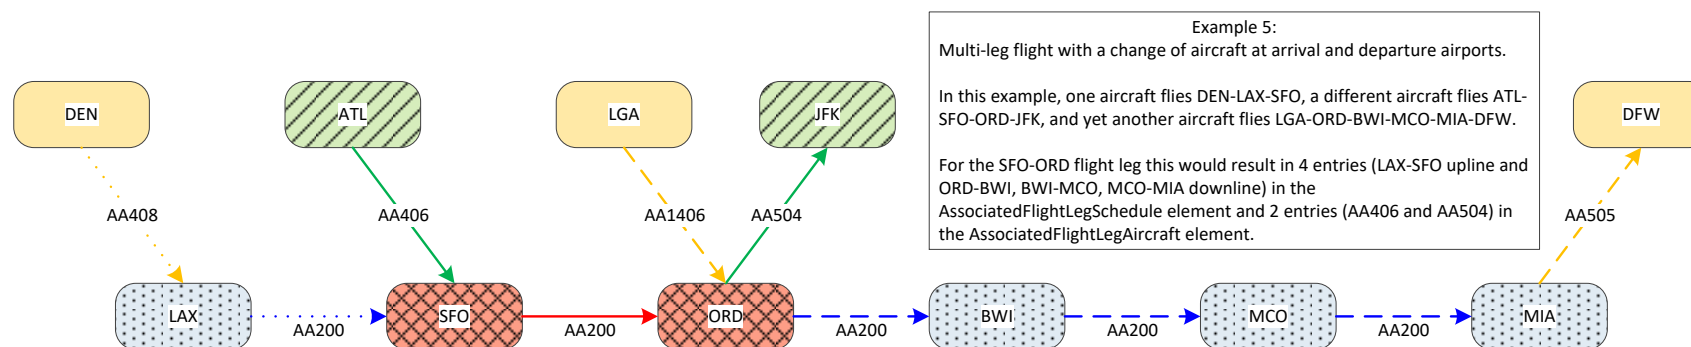 Example 5:
Multi-leg flight with a change of aircraft at arrival and departure airports.
In this example, one aircraft flies DEN-LAX-SFO, a different aircraft flies ATL-
SFO-ORD-JFK, and yet another aircraft flies LGA-ORD-BWI-MCO-MIA-DFW.
For the SFO-ORD flight leg this would result in 4 entries (LAX-SFO upline and
ORD-BWI, BWI-MCO, MCO-MIA downline) in the
AssociatedFlightLegSchedule element and 2 entries (AA406 and AA504) in
the AssociatedFlightLegAircraft element.
DEN
ATL
LGA
JFK
DFW
AA408
AA406
AA1406
AA504
AA505
LAX
SFO
ORD
BWI
MCO
MIA
AA200
AA200
AA200
AA200
AA200